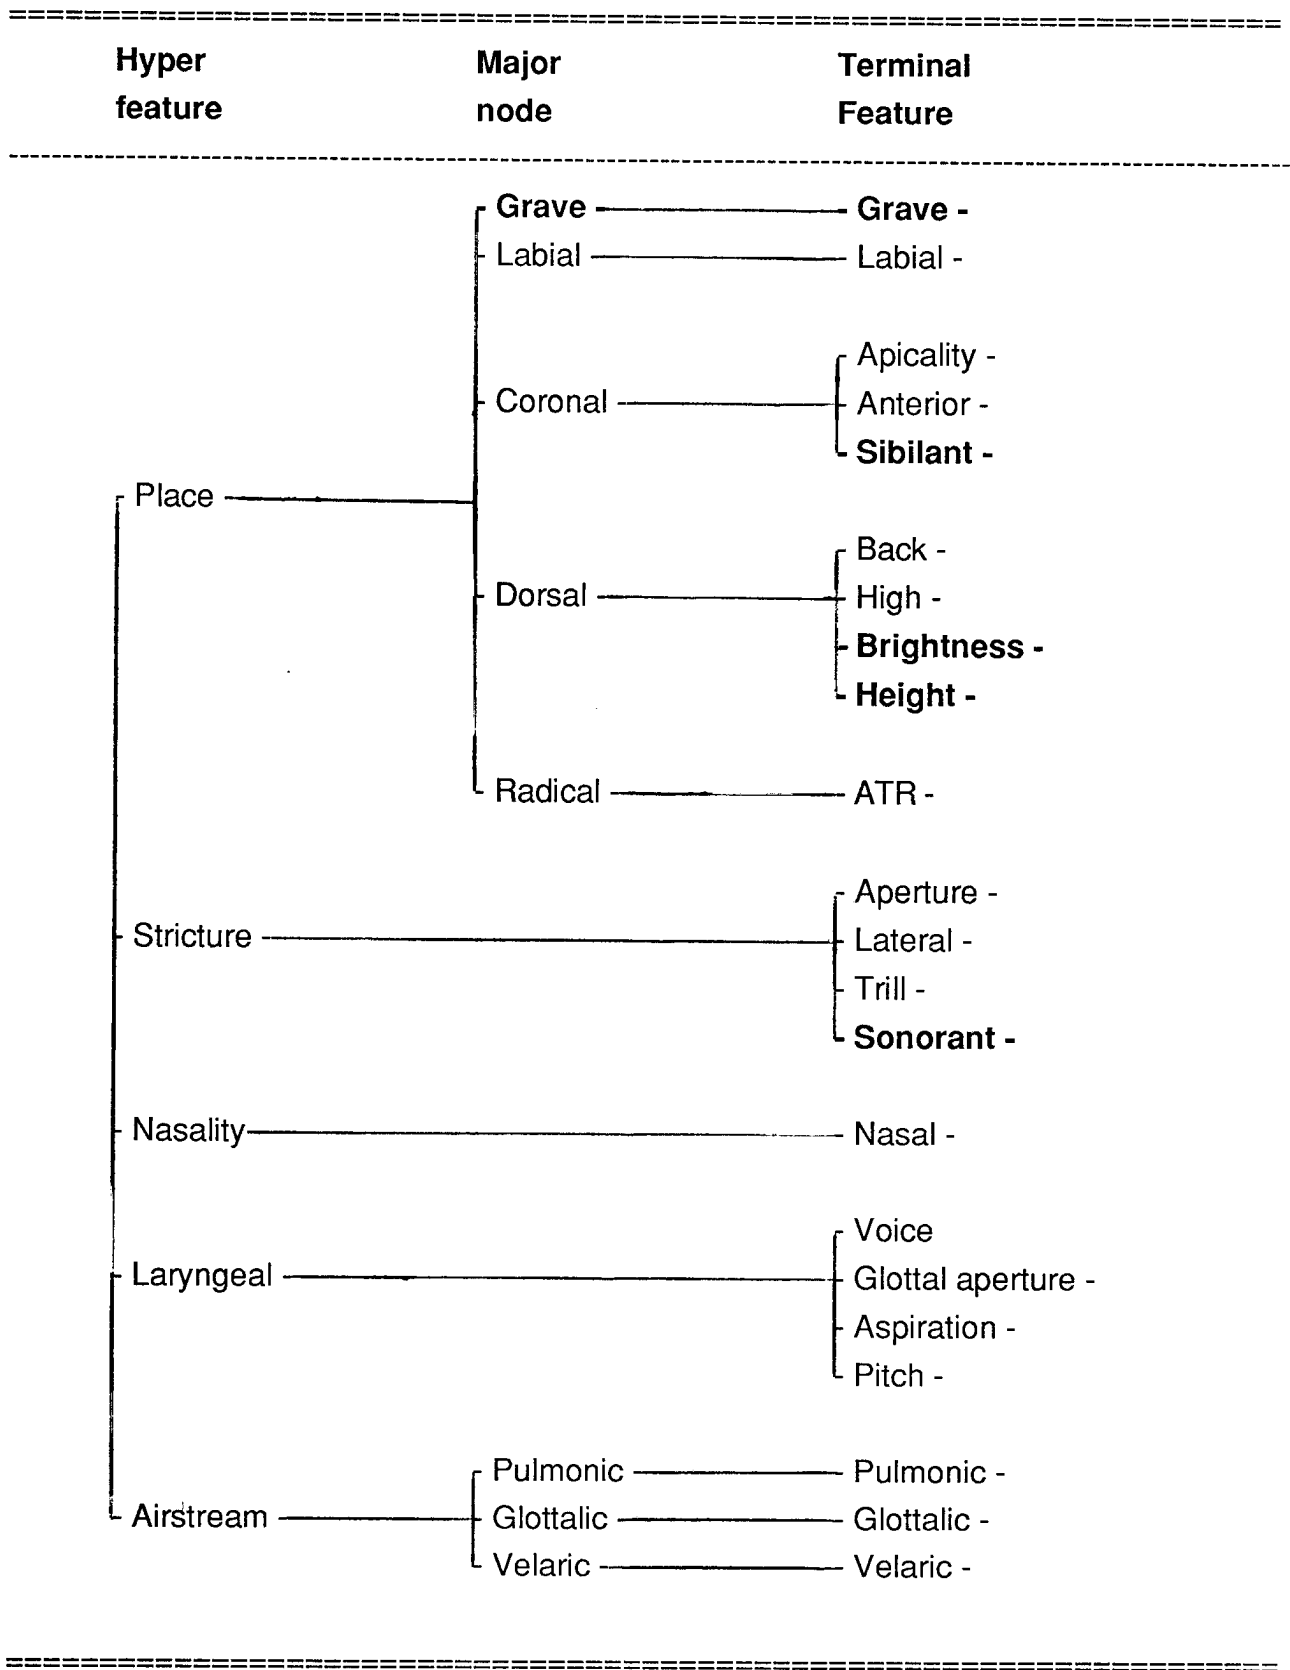 Hyper Major Terminal
feature node Feature
Grave Grave -
Labial Labial -
Apicality -
Coronal Anterior -
Sibilant -
Place
Back -
Dorsal High -
Brightness -
Height -
Radical ATR -
Aperture -
Stricture Lateral -
Trill -
Sonorant -
Nasality Nasal -
Voice
Laryngeal Glottal aperture -
Aspiration -
Pitch -
Pulmonic Pulmonic -
Airstream Glottalic Glottalic -
Velaric Velaric -